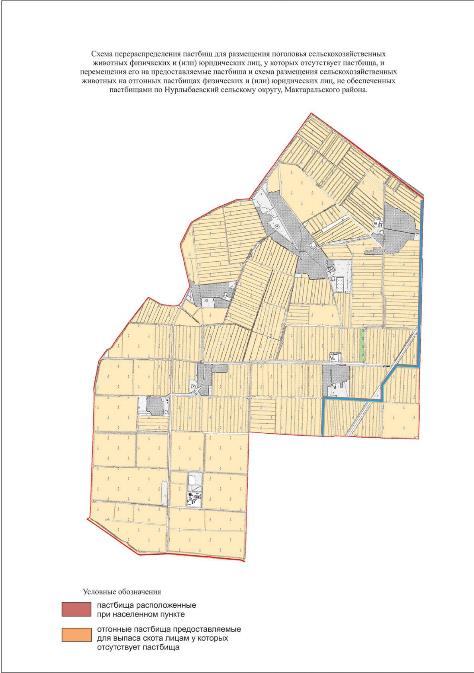 Схема перераспределения пастбищ для размещения поголовья сельскохозяйственных
животных физических и (или) юридических лиц, у которых отсутствует пастбища, и
перемещения его на предоставляемые пастбища и схема размещения сельскохозяйственных
животных на отгонных пастбищах физических и (или) юридических лиц, не обеспеченных
пастбищами по Нурлыбаевский сельскому округу, Мактаральского района.
Условные обозначения
пастбища расположенные
при населенном пункте
отгонные пастбища предоставляемые
для выпаса скота лицам у которых
отсутствует пастбища